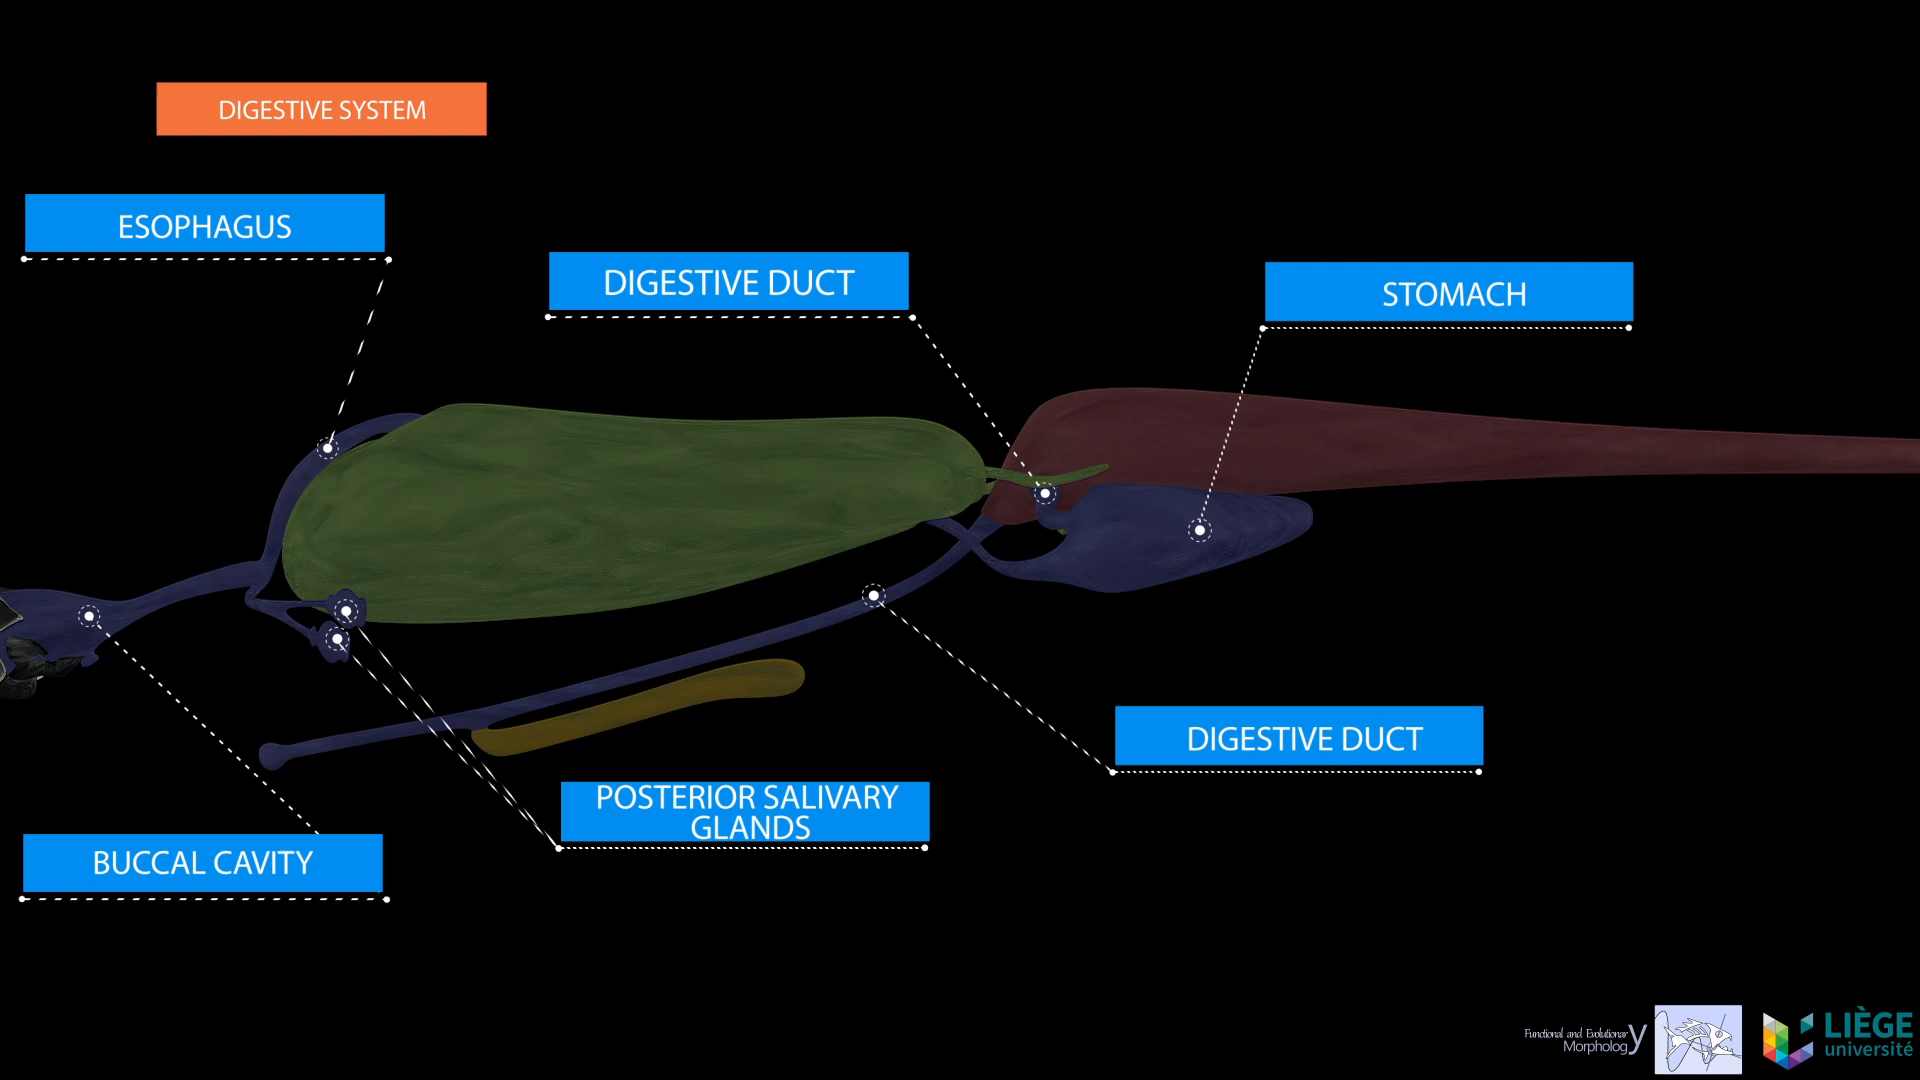 DIGESTIVE SYSTEM
ESOPHAGUS
DIGESTIVE DUCT
STOMACH
DIGESTIVE DUCT
POSTERIOR SALIVARY
GLANDS
BUCCAL CAVITY
Functional and Evolutionary
Morphology
LIÈGE
université